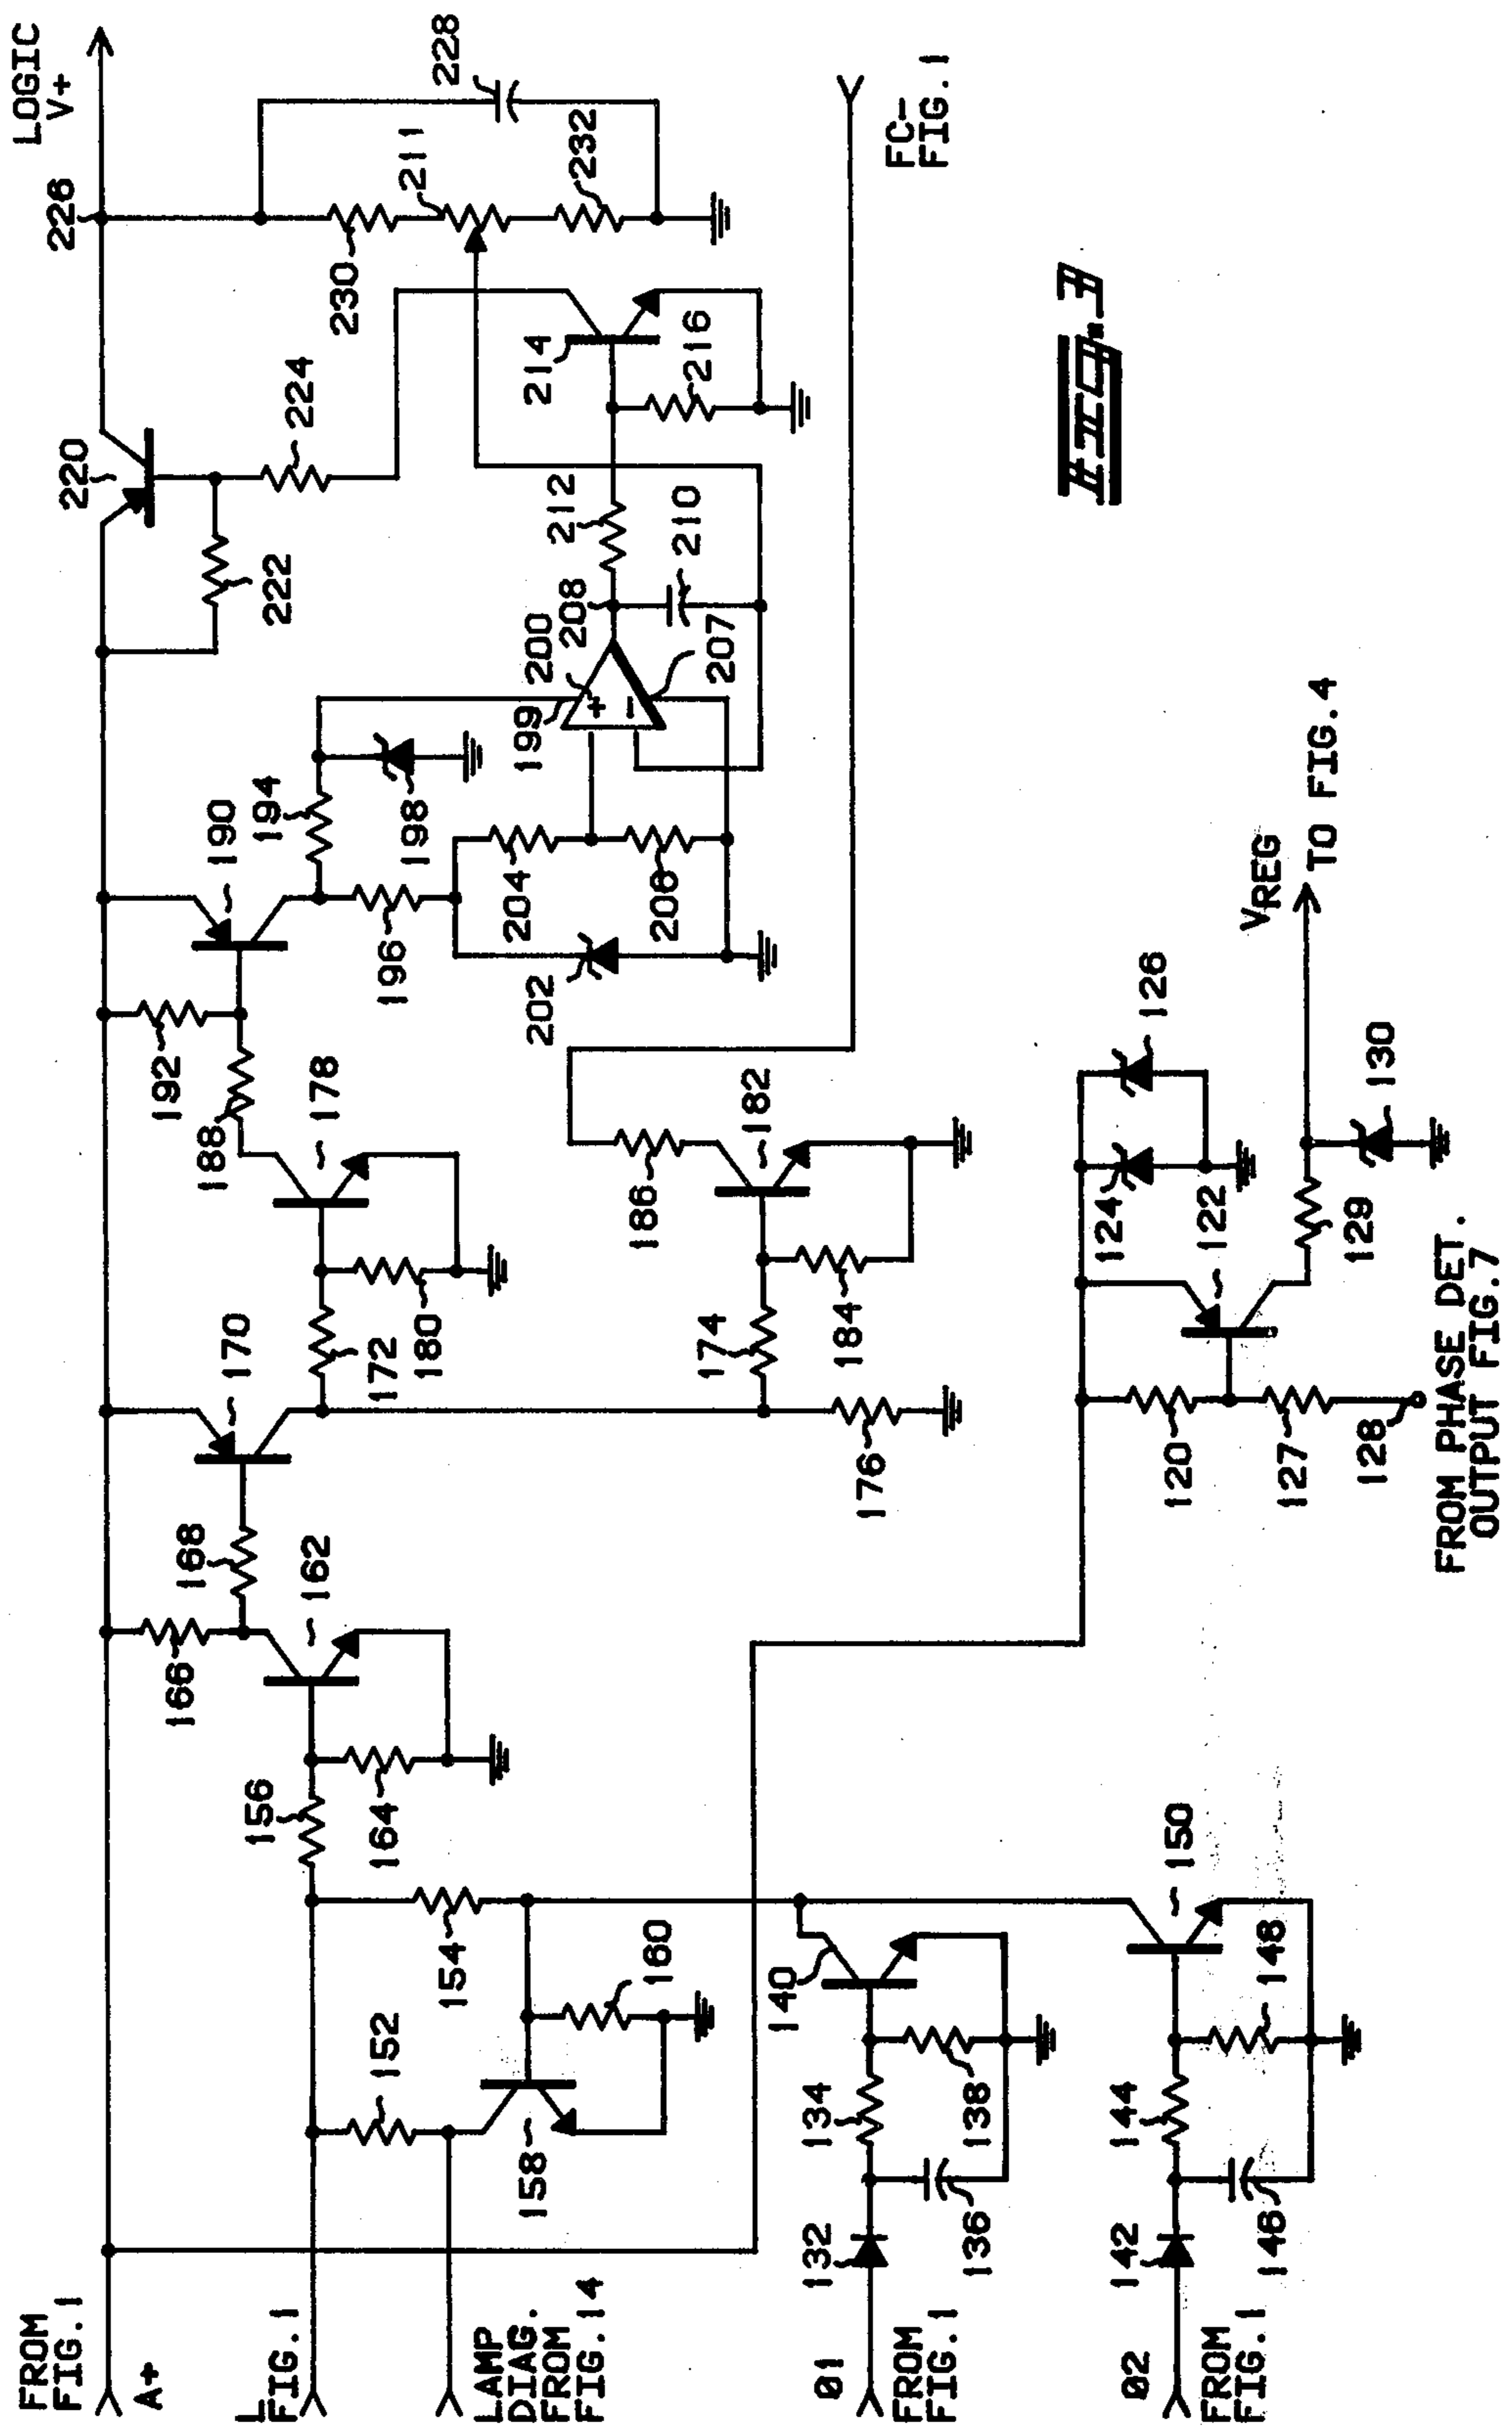 FROM
FIG.1
A+
LOGIC
V+
226
220
222
224
192
190
188
194
170
168
166
162
156
164
178
172
180
196
198
204
206
202
199
200
208
207
210
212
214
216
230
211
232
228
L
FIG.1
152
154
158
160
LAMP
DIAG.
FROM
FIG.14
186
182
174
184
176
FC-
FIG.1
Ø1
FROM
FIG.1
132
134
136
138
140
Ø2
FROM
FIG.1
142
144
146
148
150
120
122
124
126
127
128
129
130
VREG
TO FIG.4
FROM PHASE DET.
OUTPUT FIG.7
FIG. 3